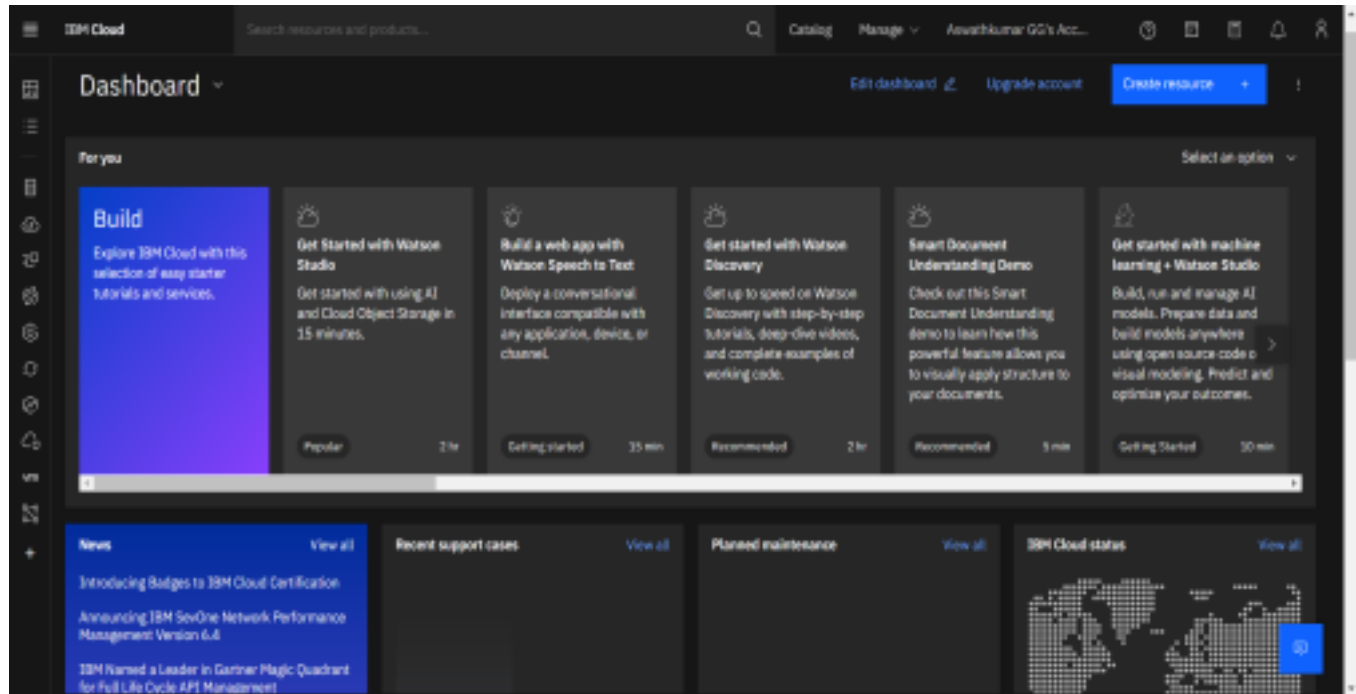 IBM Cloud
Search resources and products...
Catalog
Manage
Aswathkumar GG's Acc...
Dashboard
Edit dashboard
Upgrade account
Create resource +
For you
Select an option
Build
Explore IBM Cloud with this
selection of easy starter
tutorials and services.
Get Started with Watson
Studio
Get started with using AI
and Cloud Object Storage in
15 minutes.
Popular
2 hr
Build a web app with
Watson Speech to Text
Deploy a conversational
interface compatible with
any application, device, or
channel.
Getting started
15 min
Get started with Watson
Discovery
Get up to speed on Watson
Discovery with step-by-step
tutorials, deep-dive videos,
and complete examples of
working code.
Recommended
2 hr
Smart Document
Understanding Demo
Check out this Smart
Document Understanding
demo to learn how this
powerful feature allows you
to visually apply structure to
your documents.
Recommended
5 min
Get started with machine
learning + Watson Studio
Build, run and manage AI
models. Prepare data and
build models anywhere
using open source code o
visual modeling. Predict and
optimize your outcomes.
Getting Started
10 min
News
View all
Introducing Badges to IBM Cloud Certification
Announcing IBM SevOne Network Performance
Management Version 6.4
IBM Named a Leader in Gartner Magic Quadrant
for Full Life Cycle API Management
Recent support cases
View all
Planned maintenance
View all
IBM Cloud status
View all